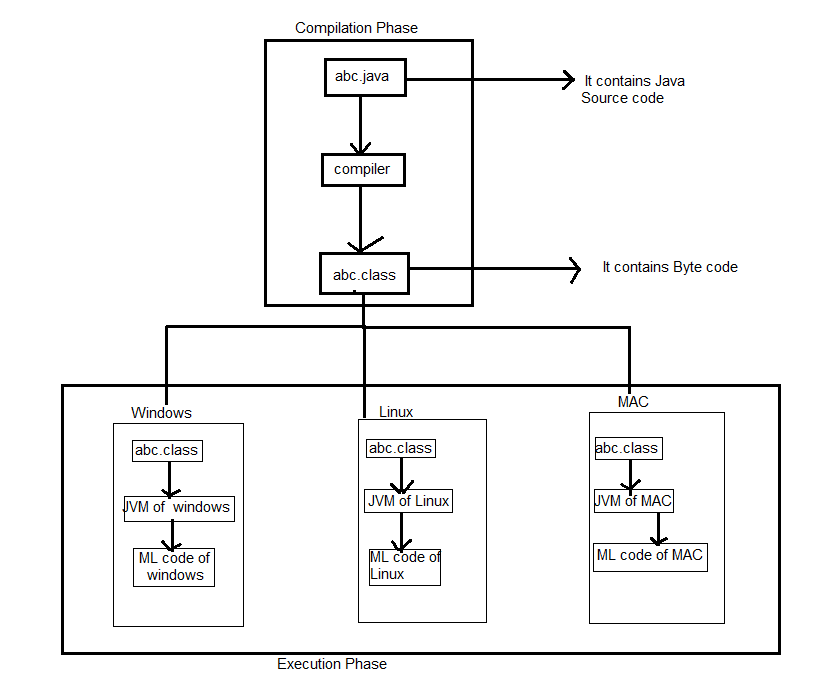 Compilation Phase
abc.java
It contains Java
Source code
compiler
abc.class
It contains Byte code
Windows
abc.class
JVM of windows
ML code of
windows
Linux
abc.class
JVM of Linux
ML code of
Linux
MAC
abc.class
JVM of MAC
ML code of MAC
Execution Phase